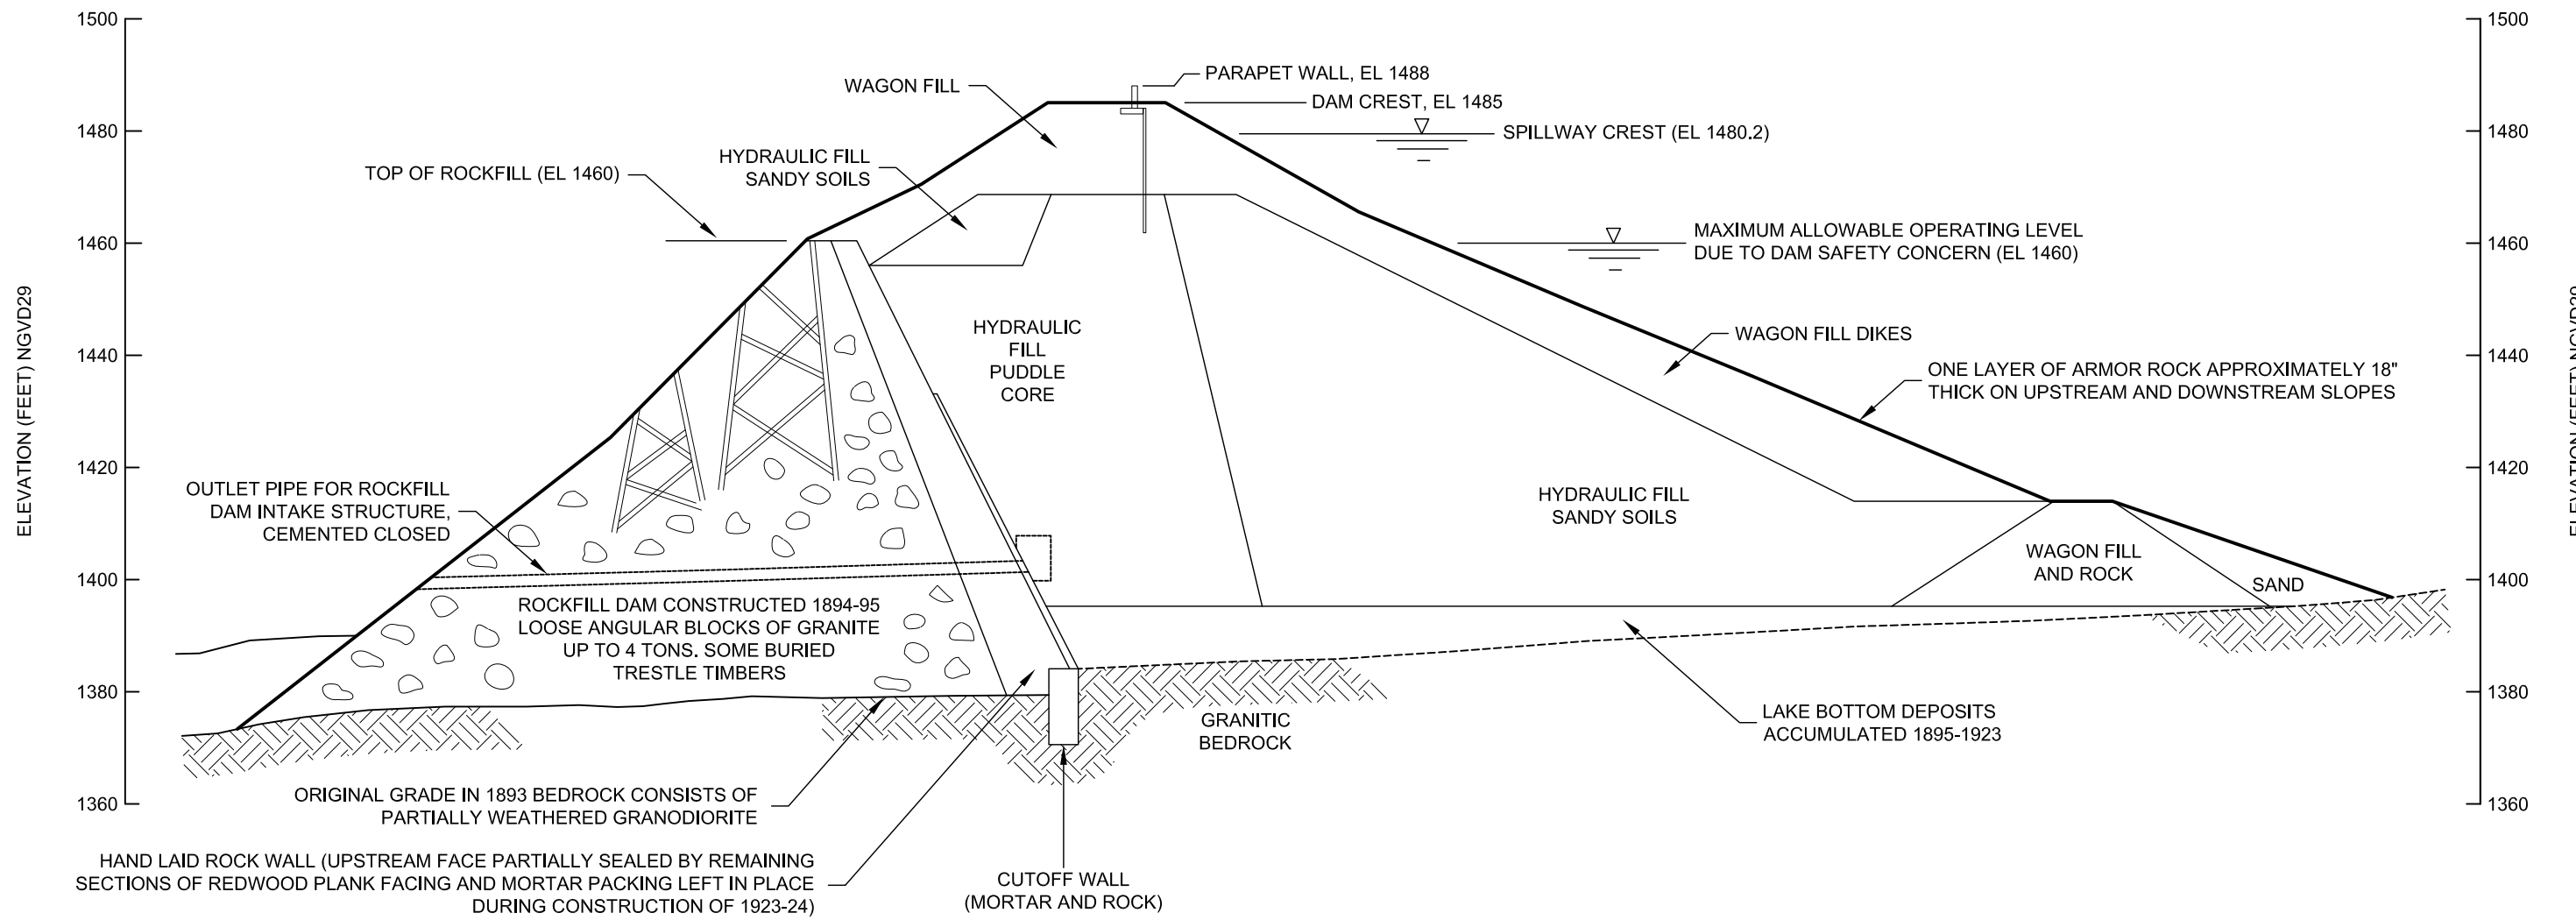 1500
1480
1460
1440
1420
1400
1380
1360
ELEVATION (FEET) NGVD29
WAGON FILL
PARAPET WALL, EL 1488
DAM CREST, EL 1485
SPILLWAY CREST (EL 1480.2)
HYDRAULIC FILL
SANDY SOILS
TOP OF ROCKFILL (EL 1460)
MAXIMUM ALLOWABLE OPERATING LEVEL
DUE TO DAM SAFETY CONCERN (EL 1460)
HYDRAULIC
FILL
PUDDLE
CORE
WAGON FILL DIKES
ONE LAYER OF ARMOR ROCK APPROXIMATELY 18"
THICK ON UPSTREAM AND DOWNSTREAM SLOPES
OUTLET PIPE FOR ROCKFILL
DAM INTAKE STRUCTURE,
CEMENTED CLOSED
HYDRAULIC FILL
SANDY SOILS
WAGON FILL
AND ROCK
SAND
ROCKFILL DAM CONSTRUCTED 1894-95
LOOSE ANGULAR BLOCKS OF GRANITE
UP TO 4 TONS. SOME BURIED
TRESTLE TIMBERS
GRANITIC
BEDROCK
LAKE BOTTOM DEPOSITS
ACCUMULATED 1895-1923
ORIGINAL GRADE IN 1893 BEDROCK CONSISTS OF
PARTIALLY WEATHERED GRANODIORITE
HAND LAID ROCK WALL (UPSTREAM FACE PARTIALLY SEALED BY REMAINING
SECTIONS OF REDWOOD PLANK FACING AND MORTAR PACKING LEFT IN PLACE
DURING CONSTRUCTION OF 1923-24)
CUTOFF WALL
(MORTAR AND ROCK)
1500
1480
1460
1440
1420
1400
1380
1360
ELEVATION (FEET) NGVD29